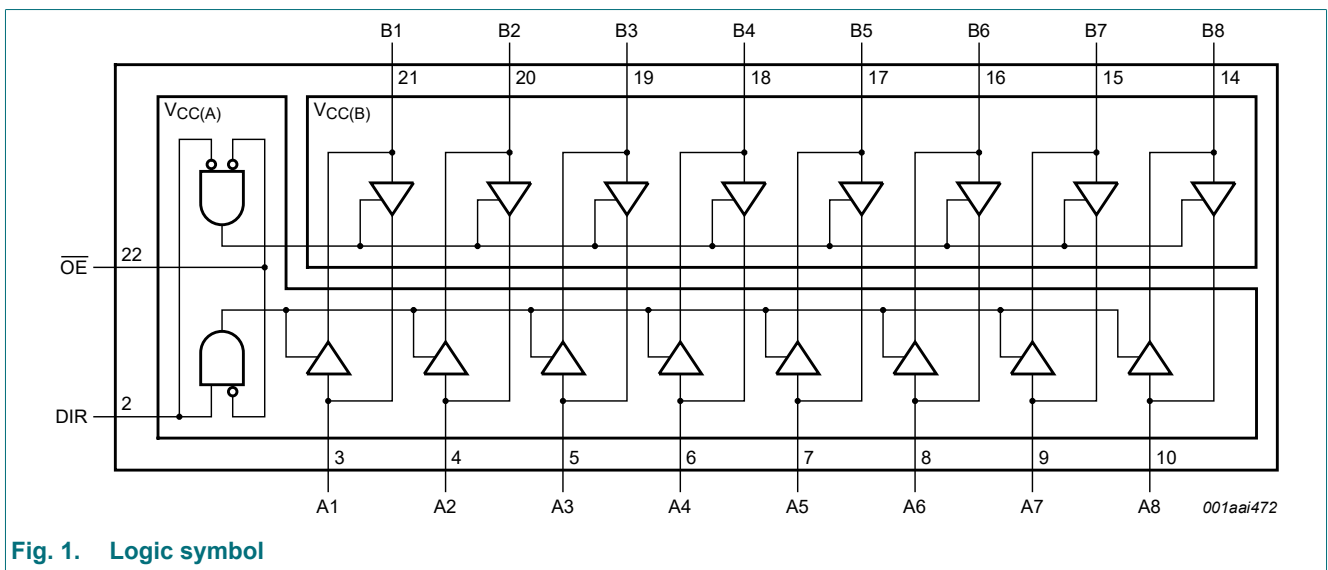 B1 B2 B3 B4 B5 B6 B7 B8
21 20 19 18 17 16 15 14
VCC(A) VCC(B)
22
OE
2
DIR
3 4 5 6 7 8 9 10
A1 A2 A3 A4 A5 A6 A7 A8 001aai472
Fig. 1. Logic symbol